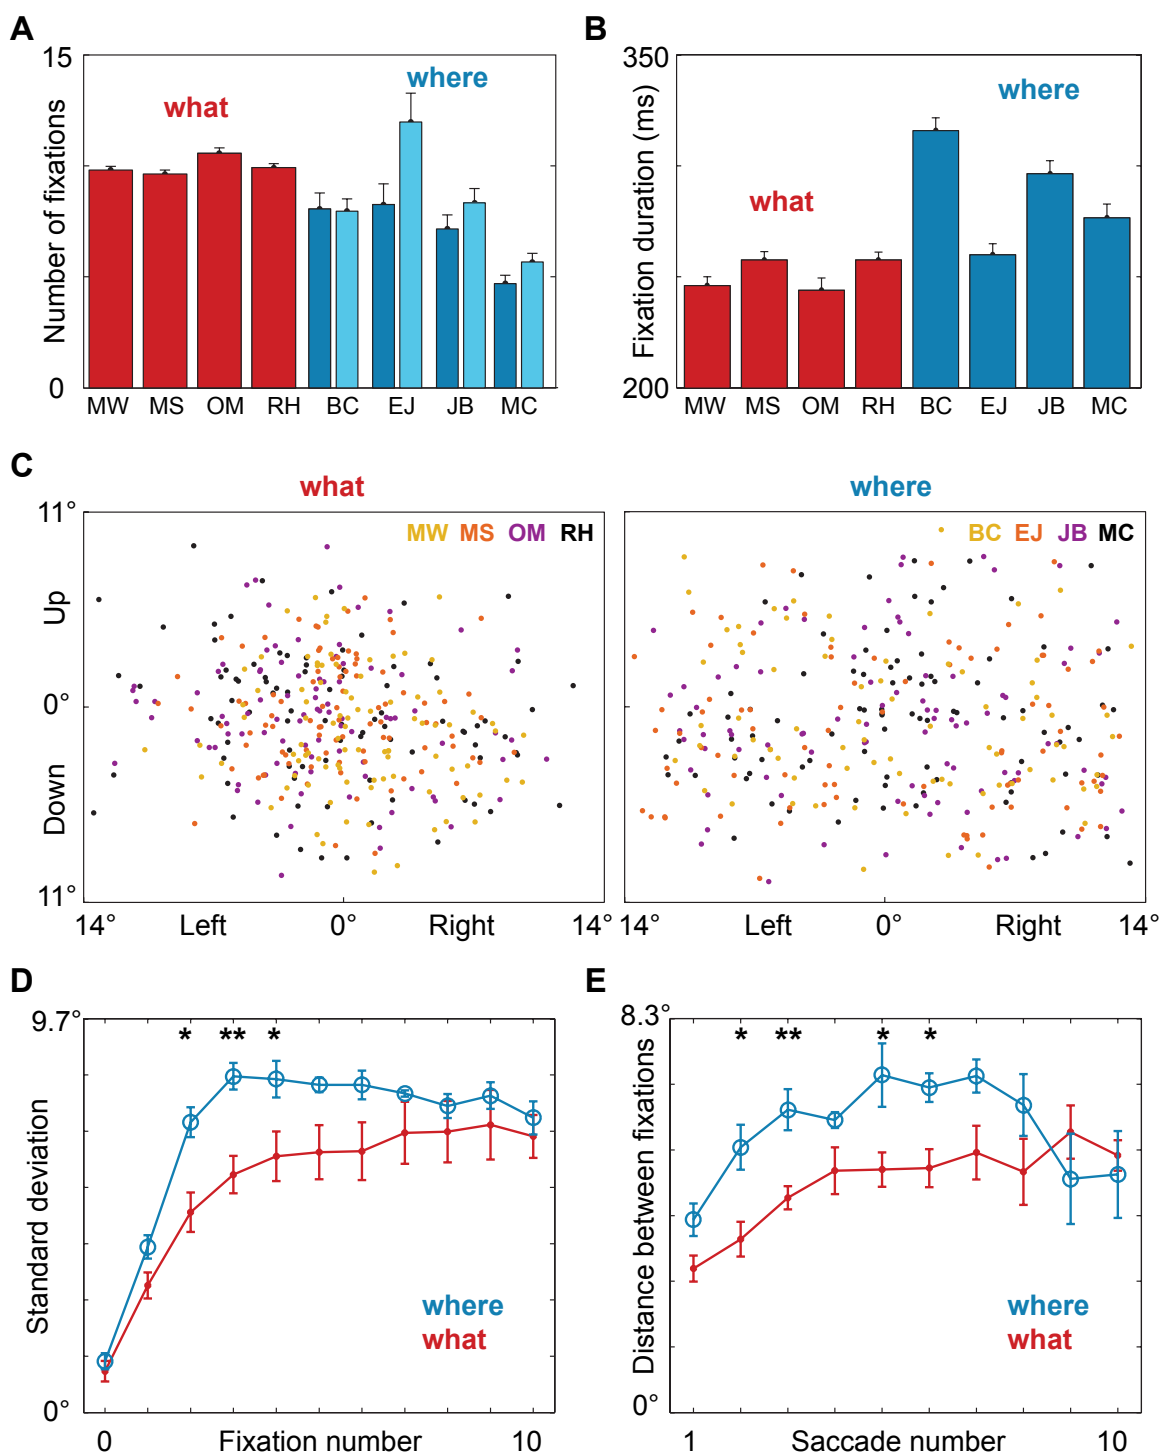 A
15
Number of fixations
0
what
where
MW MS OM RH BC EJ JB MC
B
350
Fixation duration (ms)
200
what
where
MW MS OM RH BC EJ JB MC
C
what
11°
Up
0°
Down
11°
MW MS OM RH
14° Left 0° Right 14°
where
BC EJ JB MC
14° Left 0° Right 14°
D
9.7°
Standard deviation
0°
* ** *
where
what
0 Fixation number 10
E
8.3°
Distance between fixations
0°
* ** * *
where
what
1 Saccade number 10